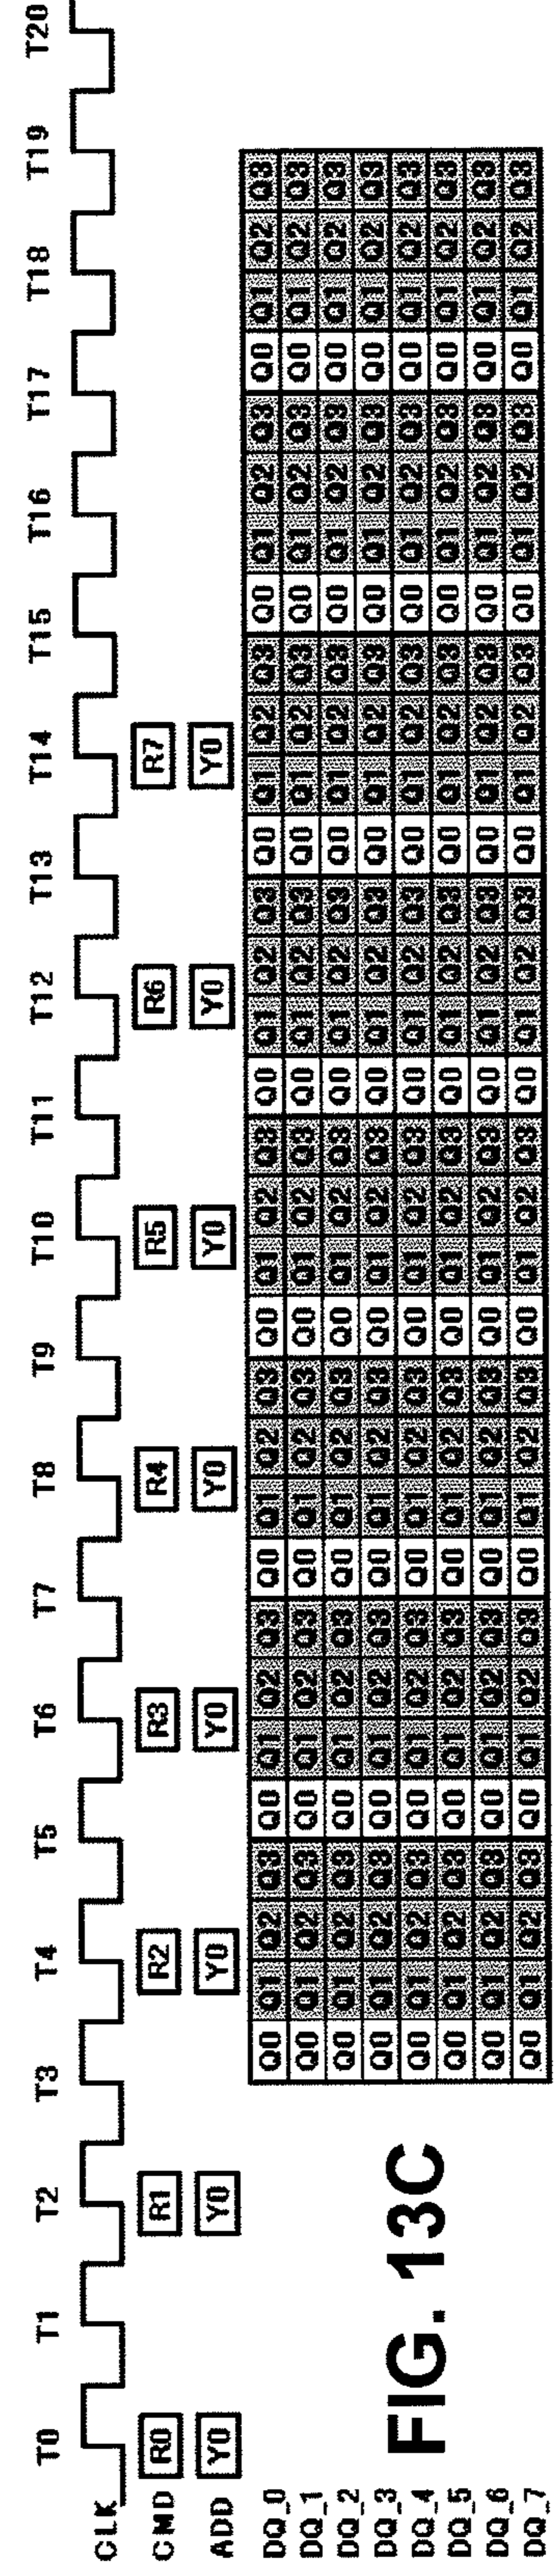 T0 T1 T2 T3 T4 T5 T6 T7 T8 T9 T10 T11 T12 T13 T14 T15 T16 T17 T18 T19 T20
CLK
CMD R0 R1 R2 R3 R4 R5 R6 R7
ADD Y0 Y0 Y0 Y0 Y0 Y0 Y0 Y0
DQ_0 Q0 Q1 Q2 Q3 Q0 Q1 Q2 Q3 Q0 Q1 Q2 Q3 Q0 Q1 Q2 Q3 Q0 Q1 Q2 Q3 Q0 Q1 Q2 Q3 Q0 Q1 Q2 Q3 Q0 Q1 Q2 Q3
DQ_1 Q0 Q1 Q2 Q3 Q0 Q1 Q2 Q3 Q0 Q1 Q2 Q3 Q0 Q1 Q2 Q3 Q0 Q1 Q2 Q3 Q0 Q1 Q2 Q3 Q0 Q1 Q2 Q3 Q0 Q1 Q2 Q3
DQ_2 Q0 Q1 Q2 Q3 Q0 Q1 Q2 Q3 Q0 Q1 Q2 Q3 Q0 Q1 Q2 Q3 Q0 Q1 Q2 Q3 Q0 Q1 Q2 Q3 Q0 Q1 Q2 Q3 Q0 Q1 Q2 Q3
DQ_3 Q0 Q1 Q2 Q3 Q0 Q1 Q2 Q3 Q0 Q1 Q2 Q3 Q0 Q1 Q2 Q3 Q0 Q1 Q2 Q3 Q0 Q1 Q2 Q3 Q0 Q1 Q2 Q3 Q0 Q1 Q2 Q3
DQ_4 Q0 Q1 Q2 Q3 Q0 Q1 Q2 Q3 Q0 Q1 Q2 Q3 Q0 Q1 Q2 Q3 Q0 Q1 Q2 Q3 Q0 Q1 Q2 Q3 Q0 Q1 Q2 Q3 Q0 Q1 Q2 Q3
DQ_5 Q0 Q1 Q2 Q3 Q0 Q1 Q2 Q3 Q0 Q1 Q2 Q3 Q0 Q1 Q2 Q3 Q0 Q1 Q2 Q3 Q0 Q1 Q2 Q3 Q0 Q1 Q2 Q3 Q0 Q1 Q2 Q3
DQ_6 Q0 Q1 Q2 Q3 Q0 Q1 Q2 Q3 Q0 Q1 Q2 Q3 Q0 Q1 Q2 Q3 Q0 Q1 Q2 Q3 Q0 Q1 Q2 Q3 Q0 Q1 Q2 Q3 Q0 Q1 Q2 Q3
DQ_7 Q0 Q1 Q2 Q3 Q0 Q1 Q2 Q3 Q0 Q1 Q2 Q3 Q0 Q1 Q2 Q3 Q0 Q1 Q2 Q3 Q0 Q1 Q2 Q3 Q0 Q1 Q2 Q3 Q0 Q1 Q2 Q3
FIG. 13C